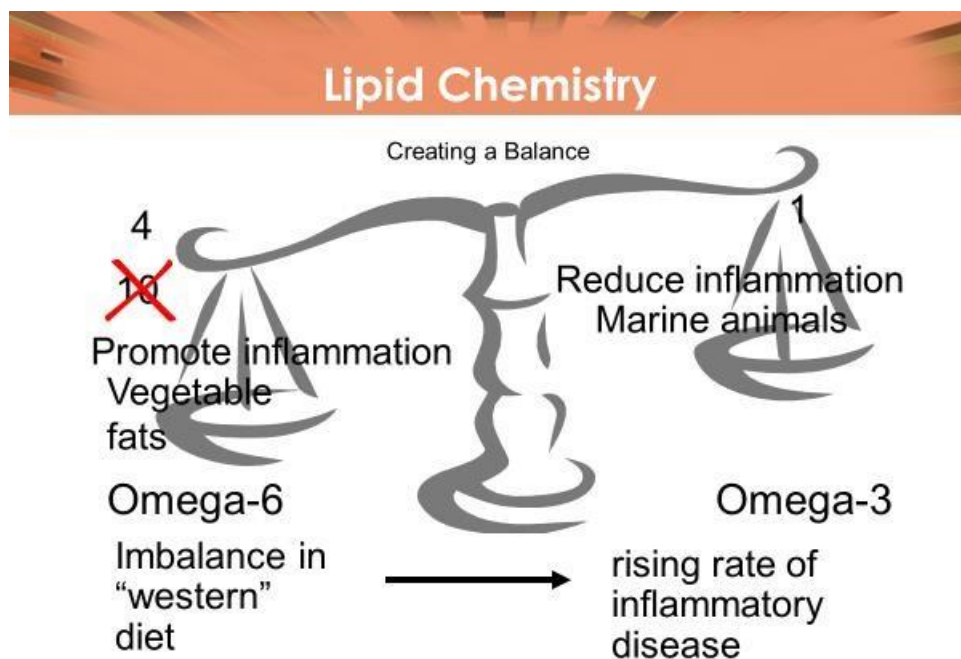 Lipid Chemistry
Creating a Balance
4
10
1
Promote inflammation
Vegetable
fats
Reduce inflammation
Marine animals
Omega-6
Omega-3
Imbalance in
“western”
diet
rising rate of
inflammatory
disease